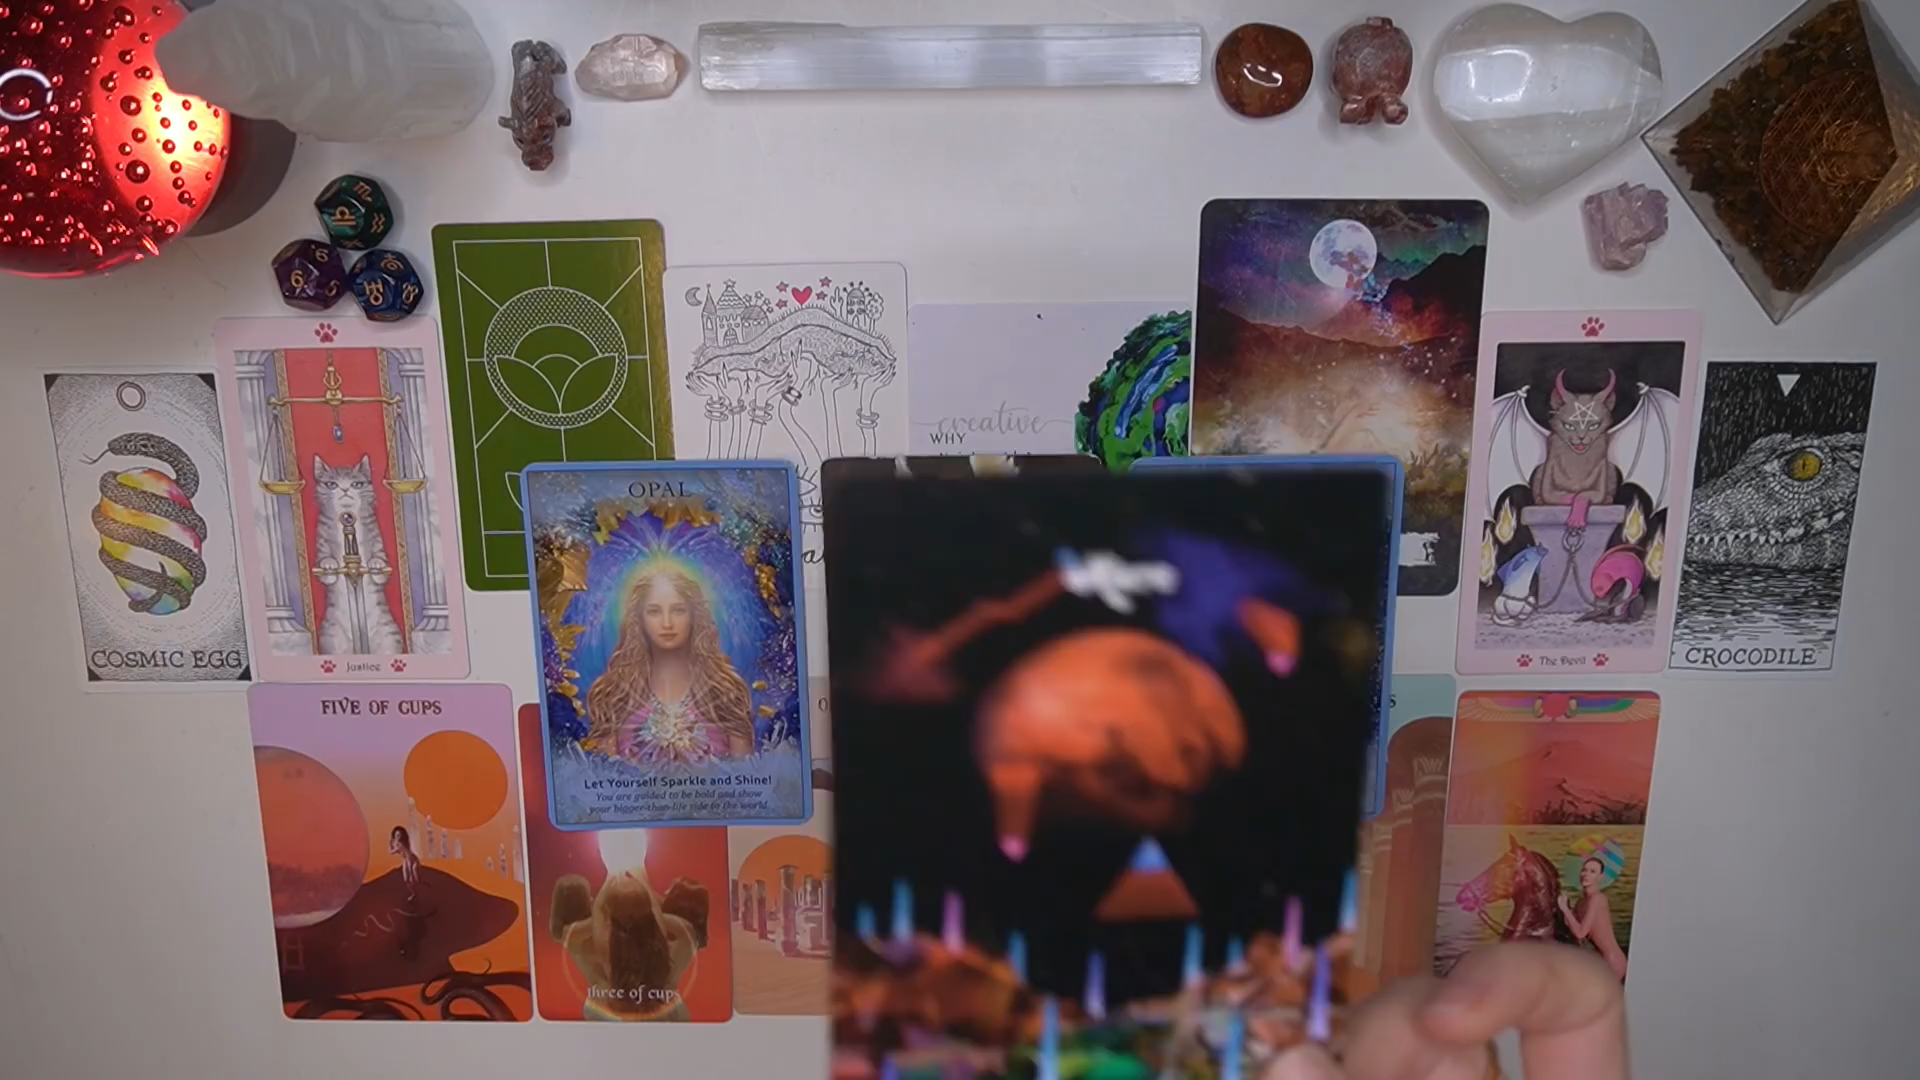 creative
WHY
OPAL
COSMIC EGG
Justice
The Devil
CROCODILE
FIVE OF CUPS
Let Yourself Sparkle and Shine!
You are guided to be bold and show
your bigger-than-life side to the world.
three of cups